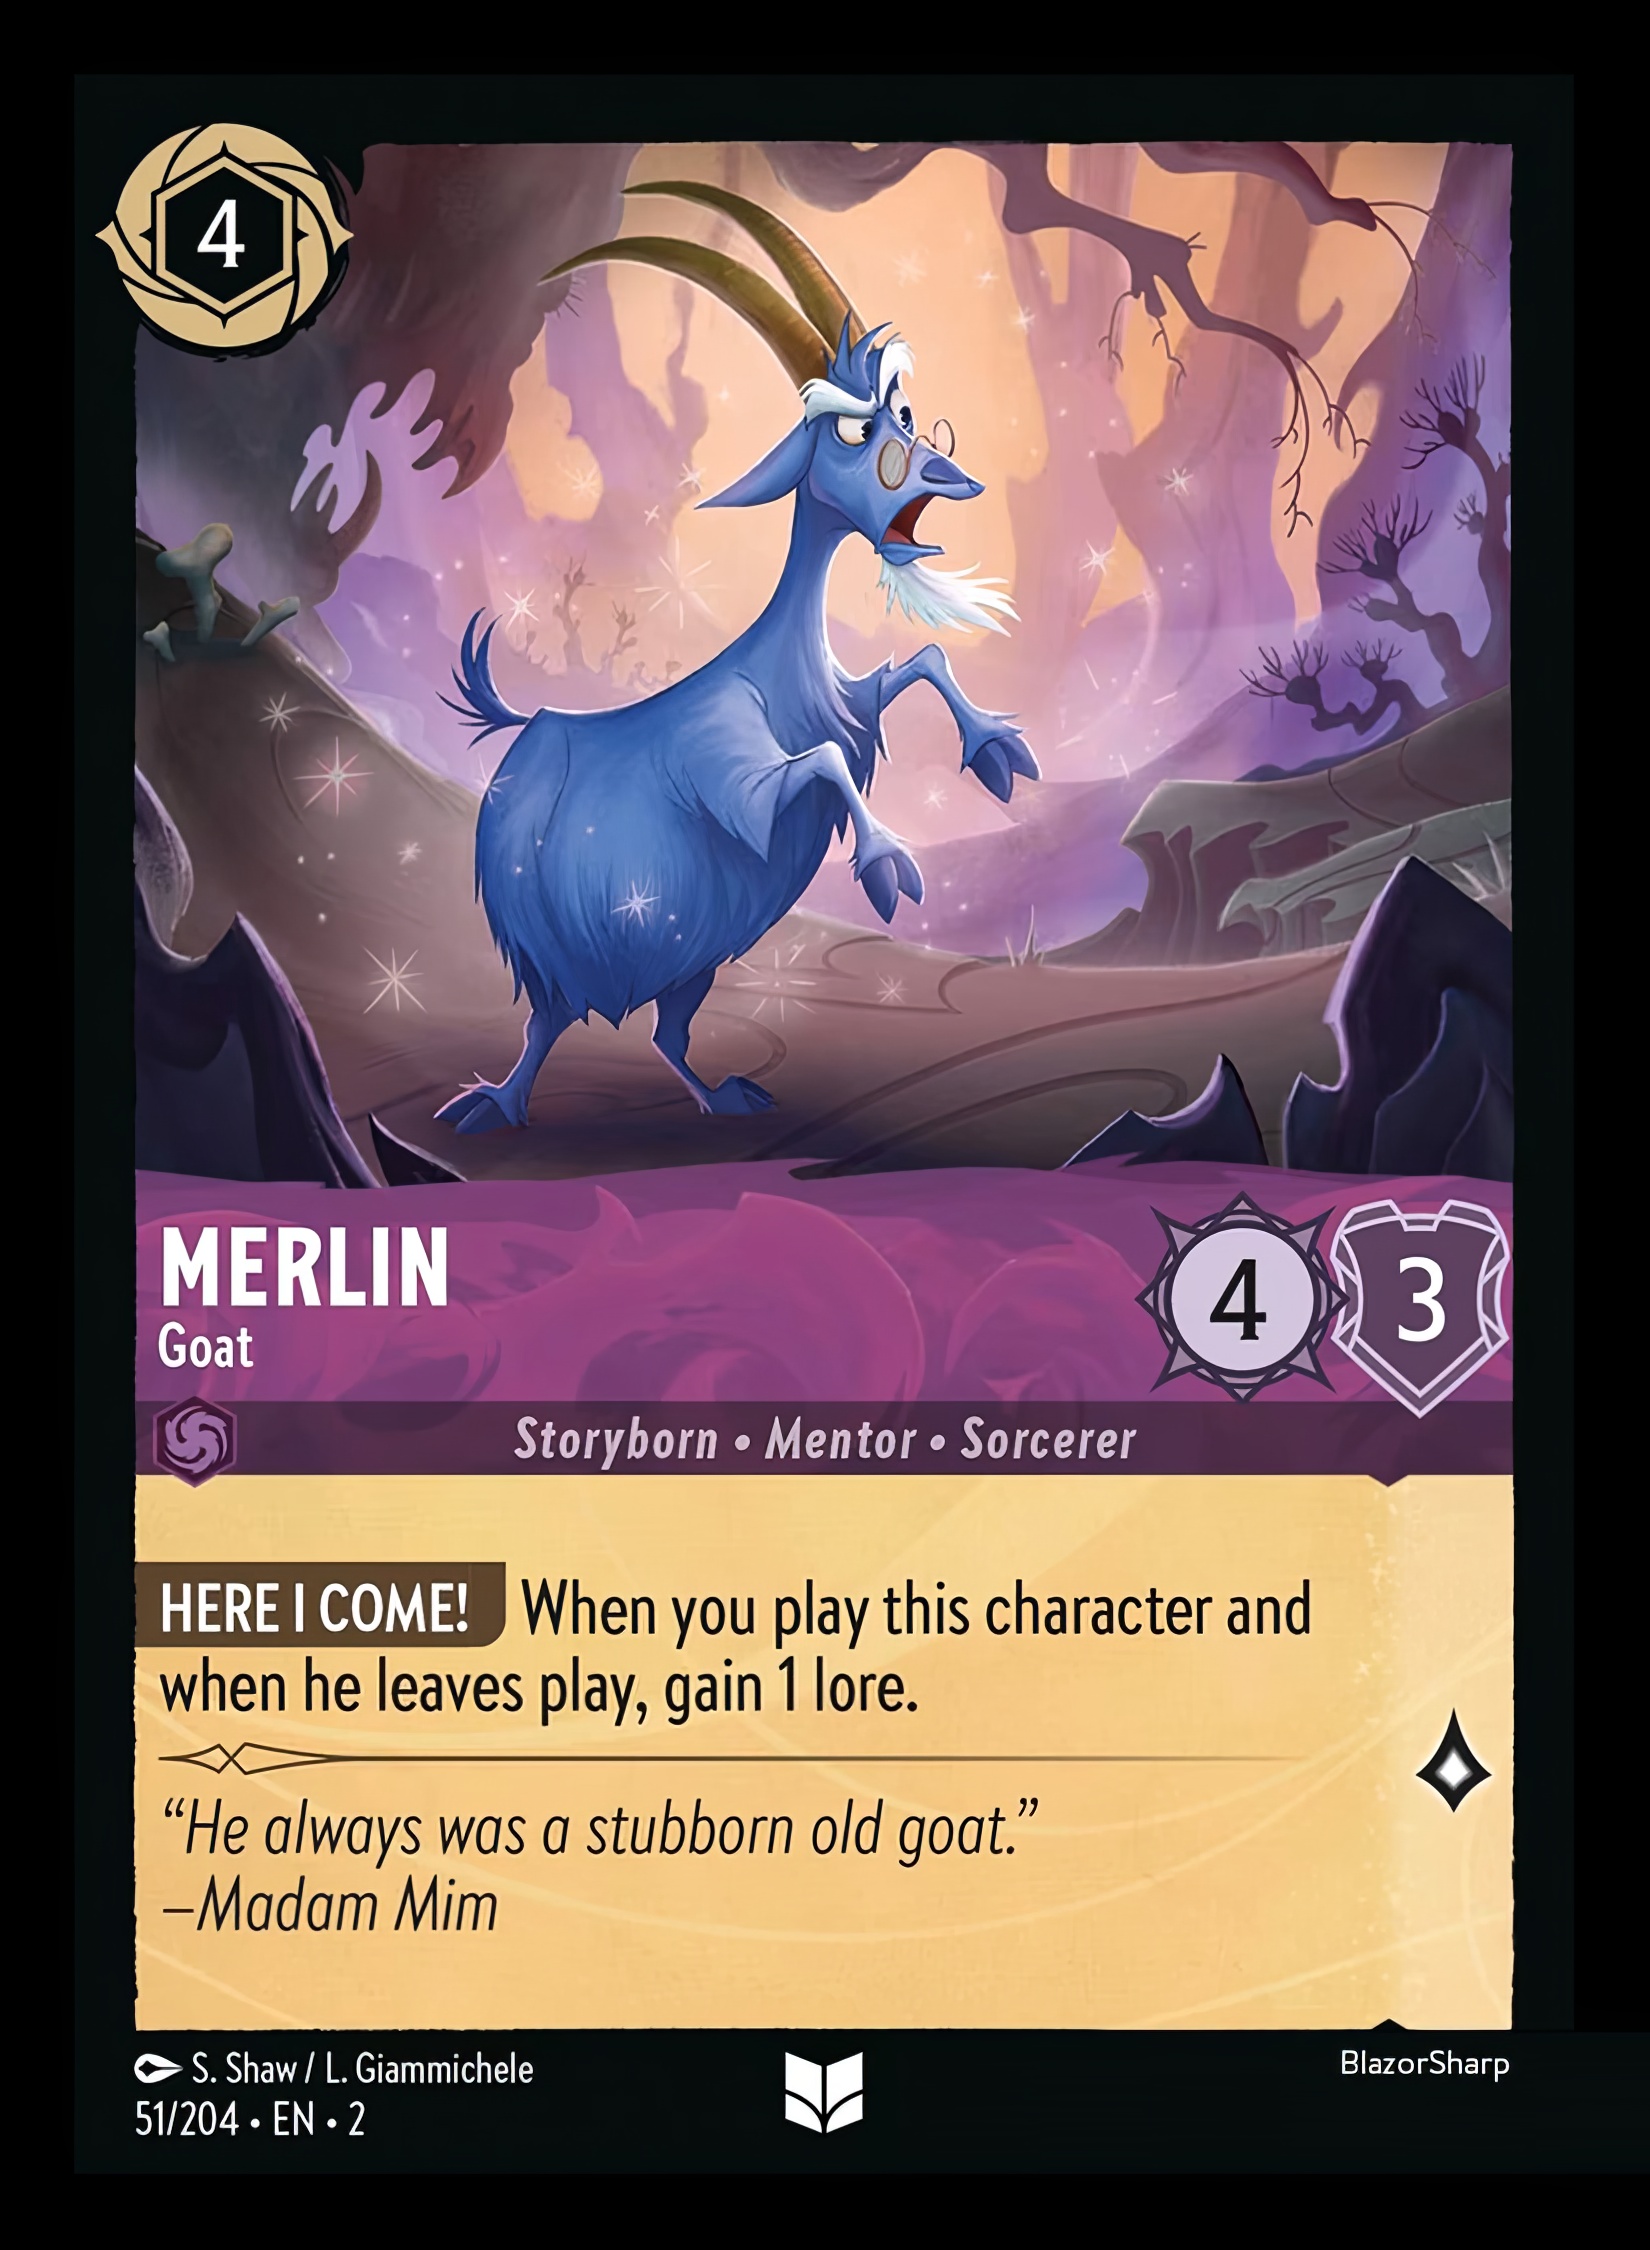 4
MERLIN
Goat
4
3
Storyborn • Mentor • Sorcerer
HERE I COME! When you play this character and
when he leaves play, gain 1 lore.
“He always was a stubborn old goat.”
–Madam Mim
S. Shaw / L. Giammichele
BlazorSharp
51/204 • EN • 2